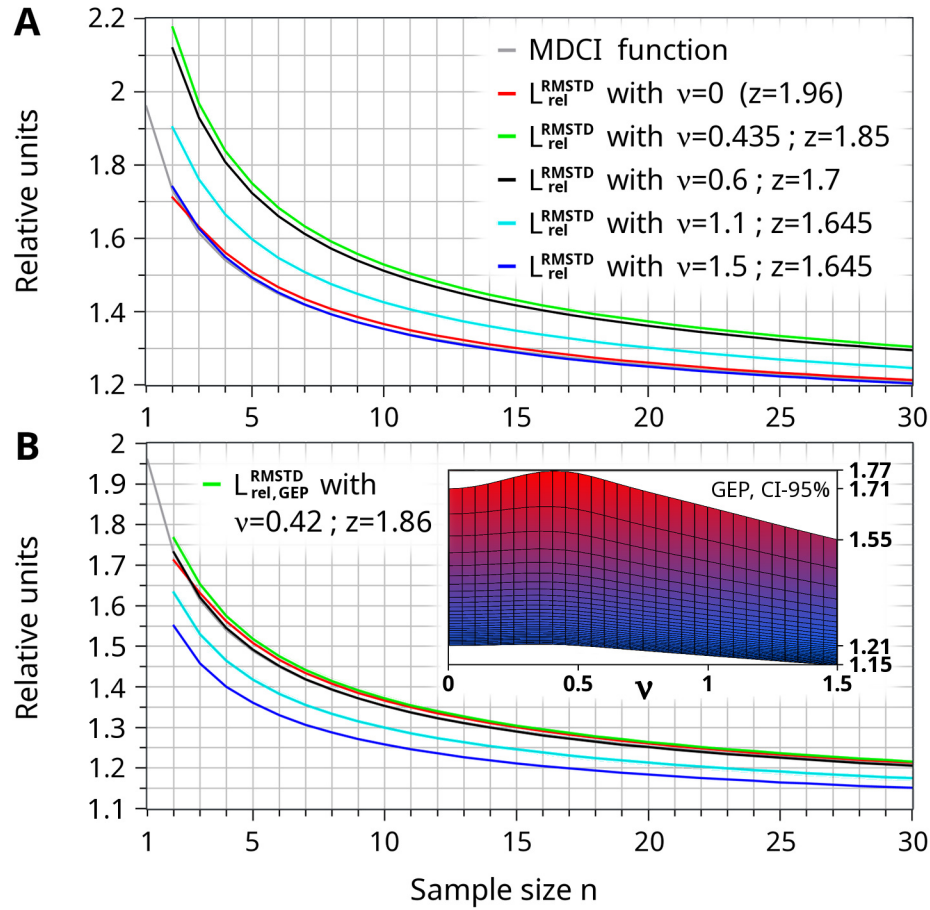 A
2.2
2
1.8
1.6
1.4
1.2
Relative units
MDCI function
L RMSTD rel with ν=0 (z=1.96)
L RMSTD rel with ν=0.435 ; z=1.85
L RMSTD rel with ν=0.6 ; z=1.7
L RMSTD rel with ν=1.1 ; z=1.645
L RMSTD rel with ν=1.5 ; z=1.645
1 5 10 15 20 25 30
B
2
1.9
1.8
1.7
1.6
1.5
1.4
1.3
1.2
1.1
Relative units
L RMSTD rel,GEP with
ν=0.42 ; z=1.86
GEP, CI-95%
1.77
1.71
1.55
1.21
1.15
0 0.5 ν 1 1.5
1 5 10 15 20 25 30
Sample size n